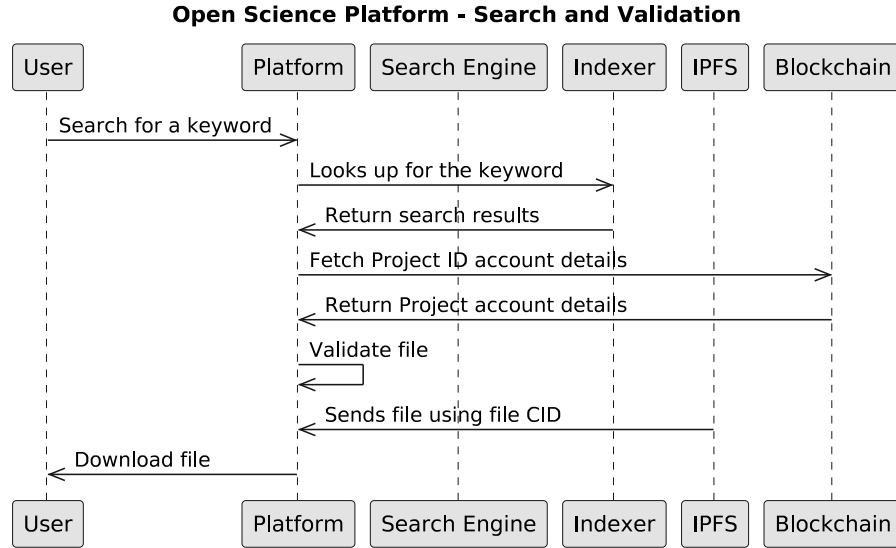 Open Science Platform - Search and Validation
User Platform Search Engine Indexer IPFS Blockchain
Search for a keyword
Looks up for the keyword
Return search results
Fetch Project ID account details
Return Project account details
Validate file
Sends file using file CID
Download file
User Platform Search Engine Indexer IPFS Blockchain